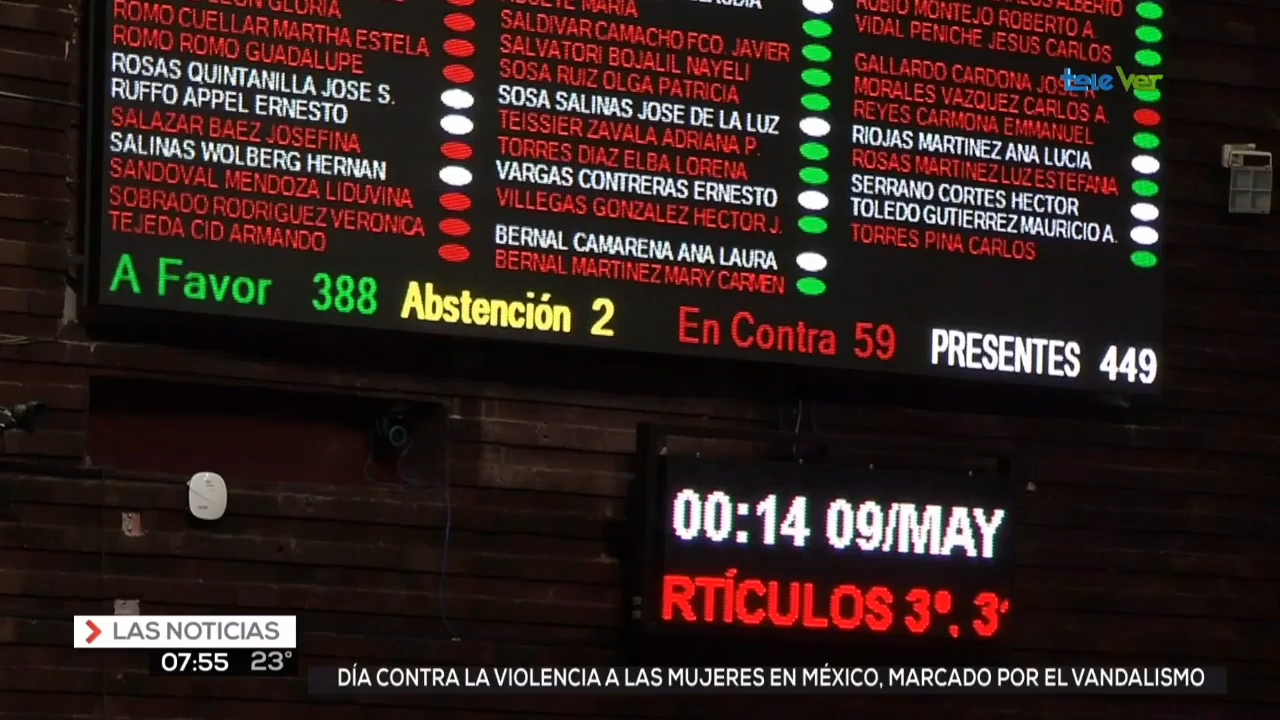 GLORIA
ROMO CUELLAR MARTHA ESTELA
ROMO ROMO GUADALUPE
ROSAS QUINTANILLA JOSE S.
RUFFO APPEL ERNESTO
SALAZAR BAEZ JOSEFINA
SALINAS WOLBERG HERNAN
SANDOVAL MENDOZA LIDUVINA
SOBRADO RODRIGUEZ VERONICA
TEJEDA CID ARMANDO
MARIA
SALDIVAR CAMACHO FCO. JAVIER
SALVATORI BOJALIL NAYELI
SOSA RUIZ OLGA PATRICIA
SOSA SALINAS JOSE DE LA LUZ
TEISSIER ZAVALA ADRIANA P.
TORRES DIAZ ELBA LORENA
VARGAS CONTRERAS ERNESTO
VILLEGAS GONZALEZ HECTOR J.
BERNAL CAMARENA ANA LAURA
BERNAL MARTINEZ MARY CARMEN
ALBERTO
RUBIO MONTEJO ROBERTO A.
VIDAL PENICHE JESUS CARLOS
GALLARDO CARDONA
MORALES VAZQUEZ CARLOS A.
REYES CARMONA EMMANUEL
RIOJAS MARTINEZ ANA LUCIA
ROSAS MARTINEZ LUZ ESTEFANIA
SERRANO CORTES HECTOR
TOLEDO GUTIERREZ MAURICIO A.
TORRES PIÑA CARLOS
A Favor 388 Abstención 2 En Contra 59 PRESENTES 449
tele Ver
00:14 09/MAY
RTÍCULOS 3º, 3
LAS NOTICIAS
07:55 23°
DÍA CONTRA LA VIOLENCIA A LAS MUJERES EN MÉXICO, MARCADO POR EL VANDALISMO